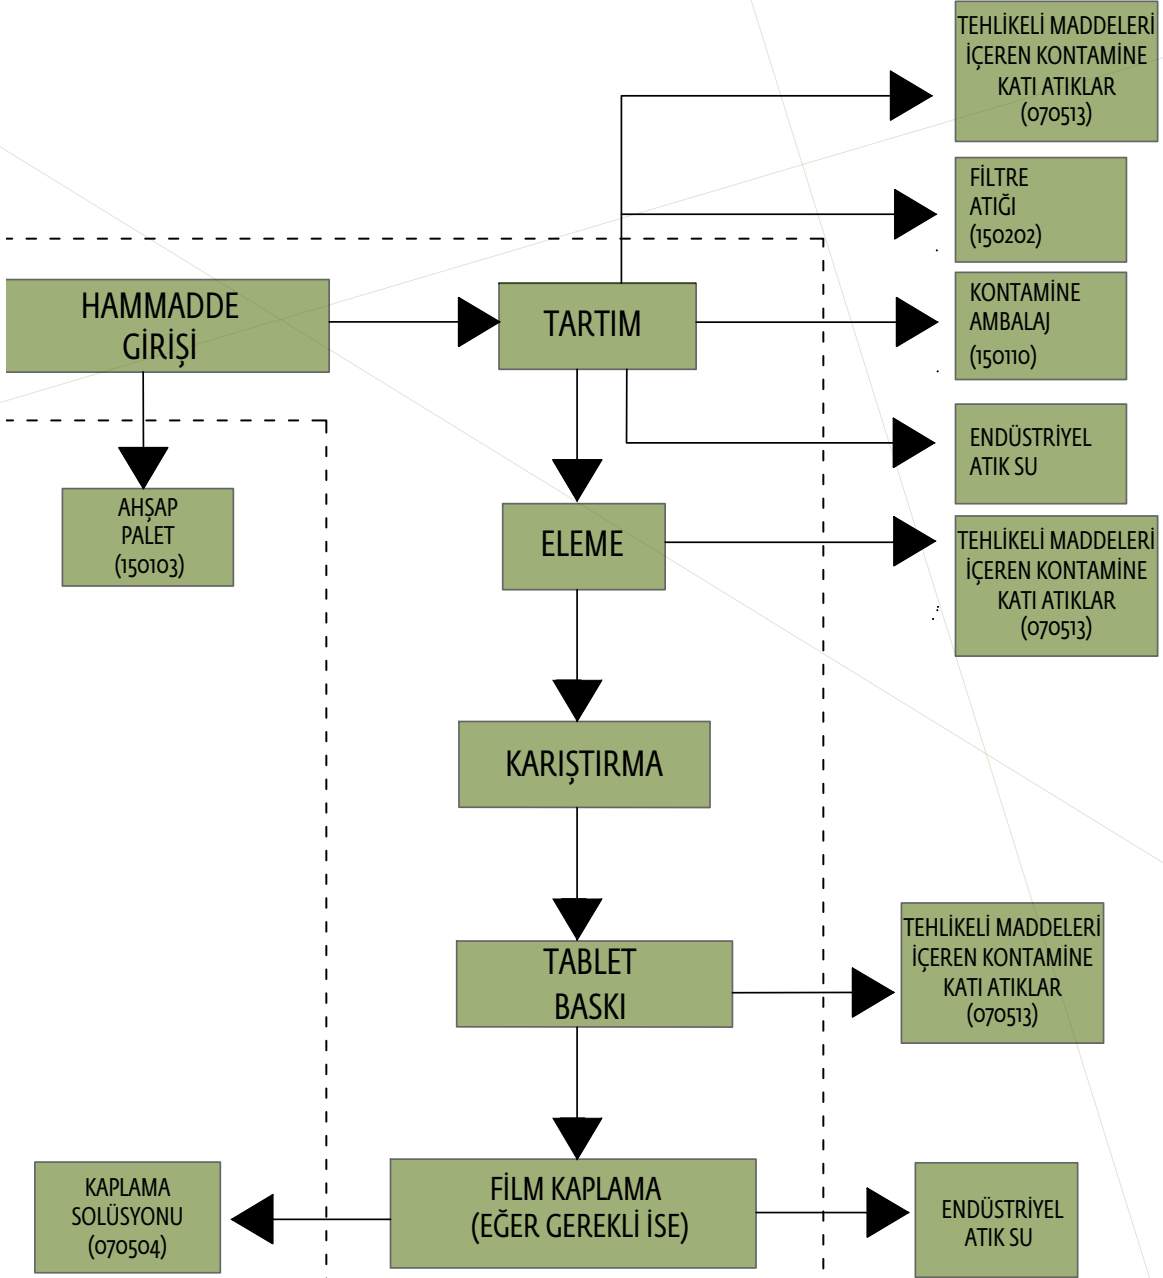 TEHLİKELİ MADDELERİ
İÇEREN KONTAMİNE
KATI ATIKLAR
(070513)
FİLTRE
ATIĞI
(150202)
HAMMADDE
GİRİŞİ
TARTIM
KONTAMİNE
AMBALAJ
(150110)
ENDÜSTRİYEL
ATIK SU
AHŞAP
PALET
(150103)
ELEME
TEHLİKELİ MADDELERİ
İÇEREN KONTAMİNE
KATI ATIKLAR
(070513)
KARIŞTIRMA
TABLET
BASKI
TEHLİKELİ MADDELERİ
İÇEREN KONTAMİNE
KATI ATIKLAR
(070513)
KAPLAMA
SOLÜSYONU
(070504)
FİLM KAPLAMA
(EĞER GEREKLİ İSE)
ENDÜSTRİYEL
ATIK SU